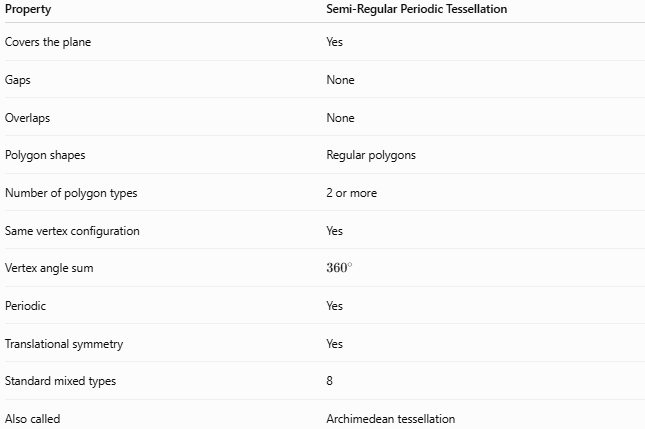 Property Semi-Regular Periodic Tessellation
Covers the plane Yes
Gaps None
Overlaps None
Polygon shapes Regular polygons
Number of polygon types 2 or more
Same vertex configuration Yes
Vertex angle sum 360°
Periodic Yes
Translational symmetry Yes
Standard mixed types 8
Also called Archimedean tessellation